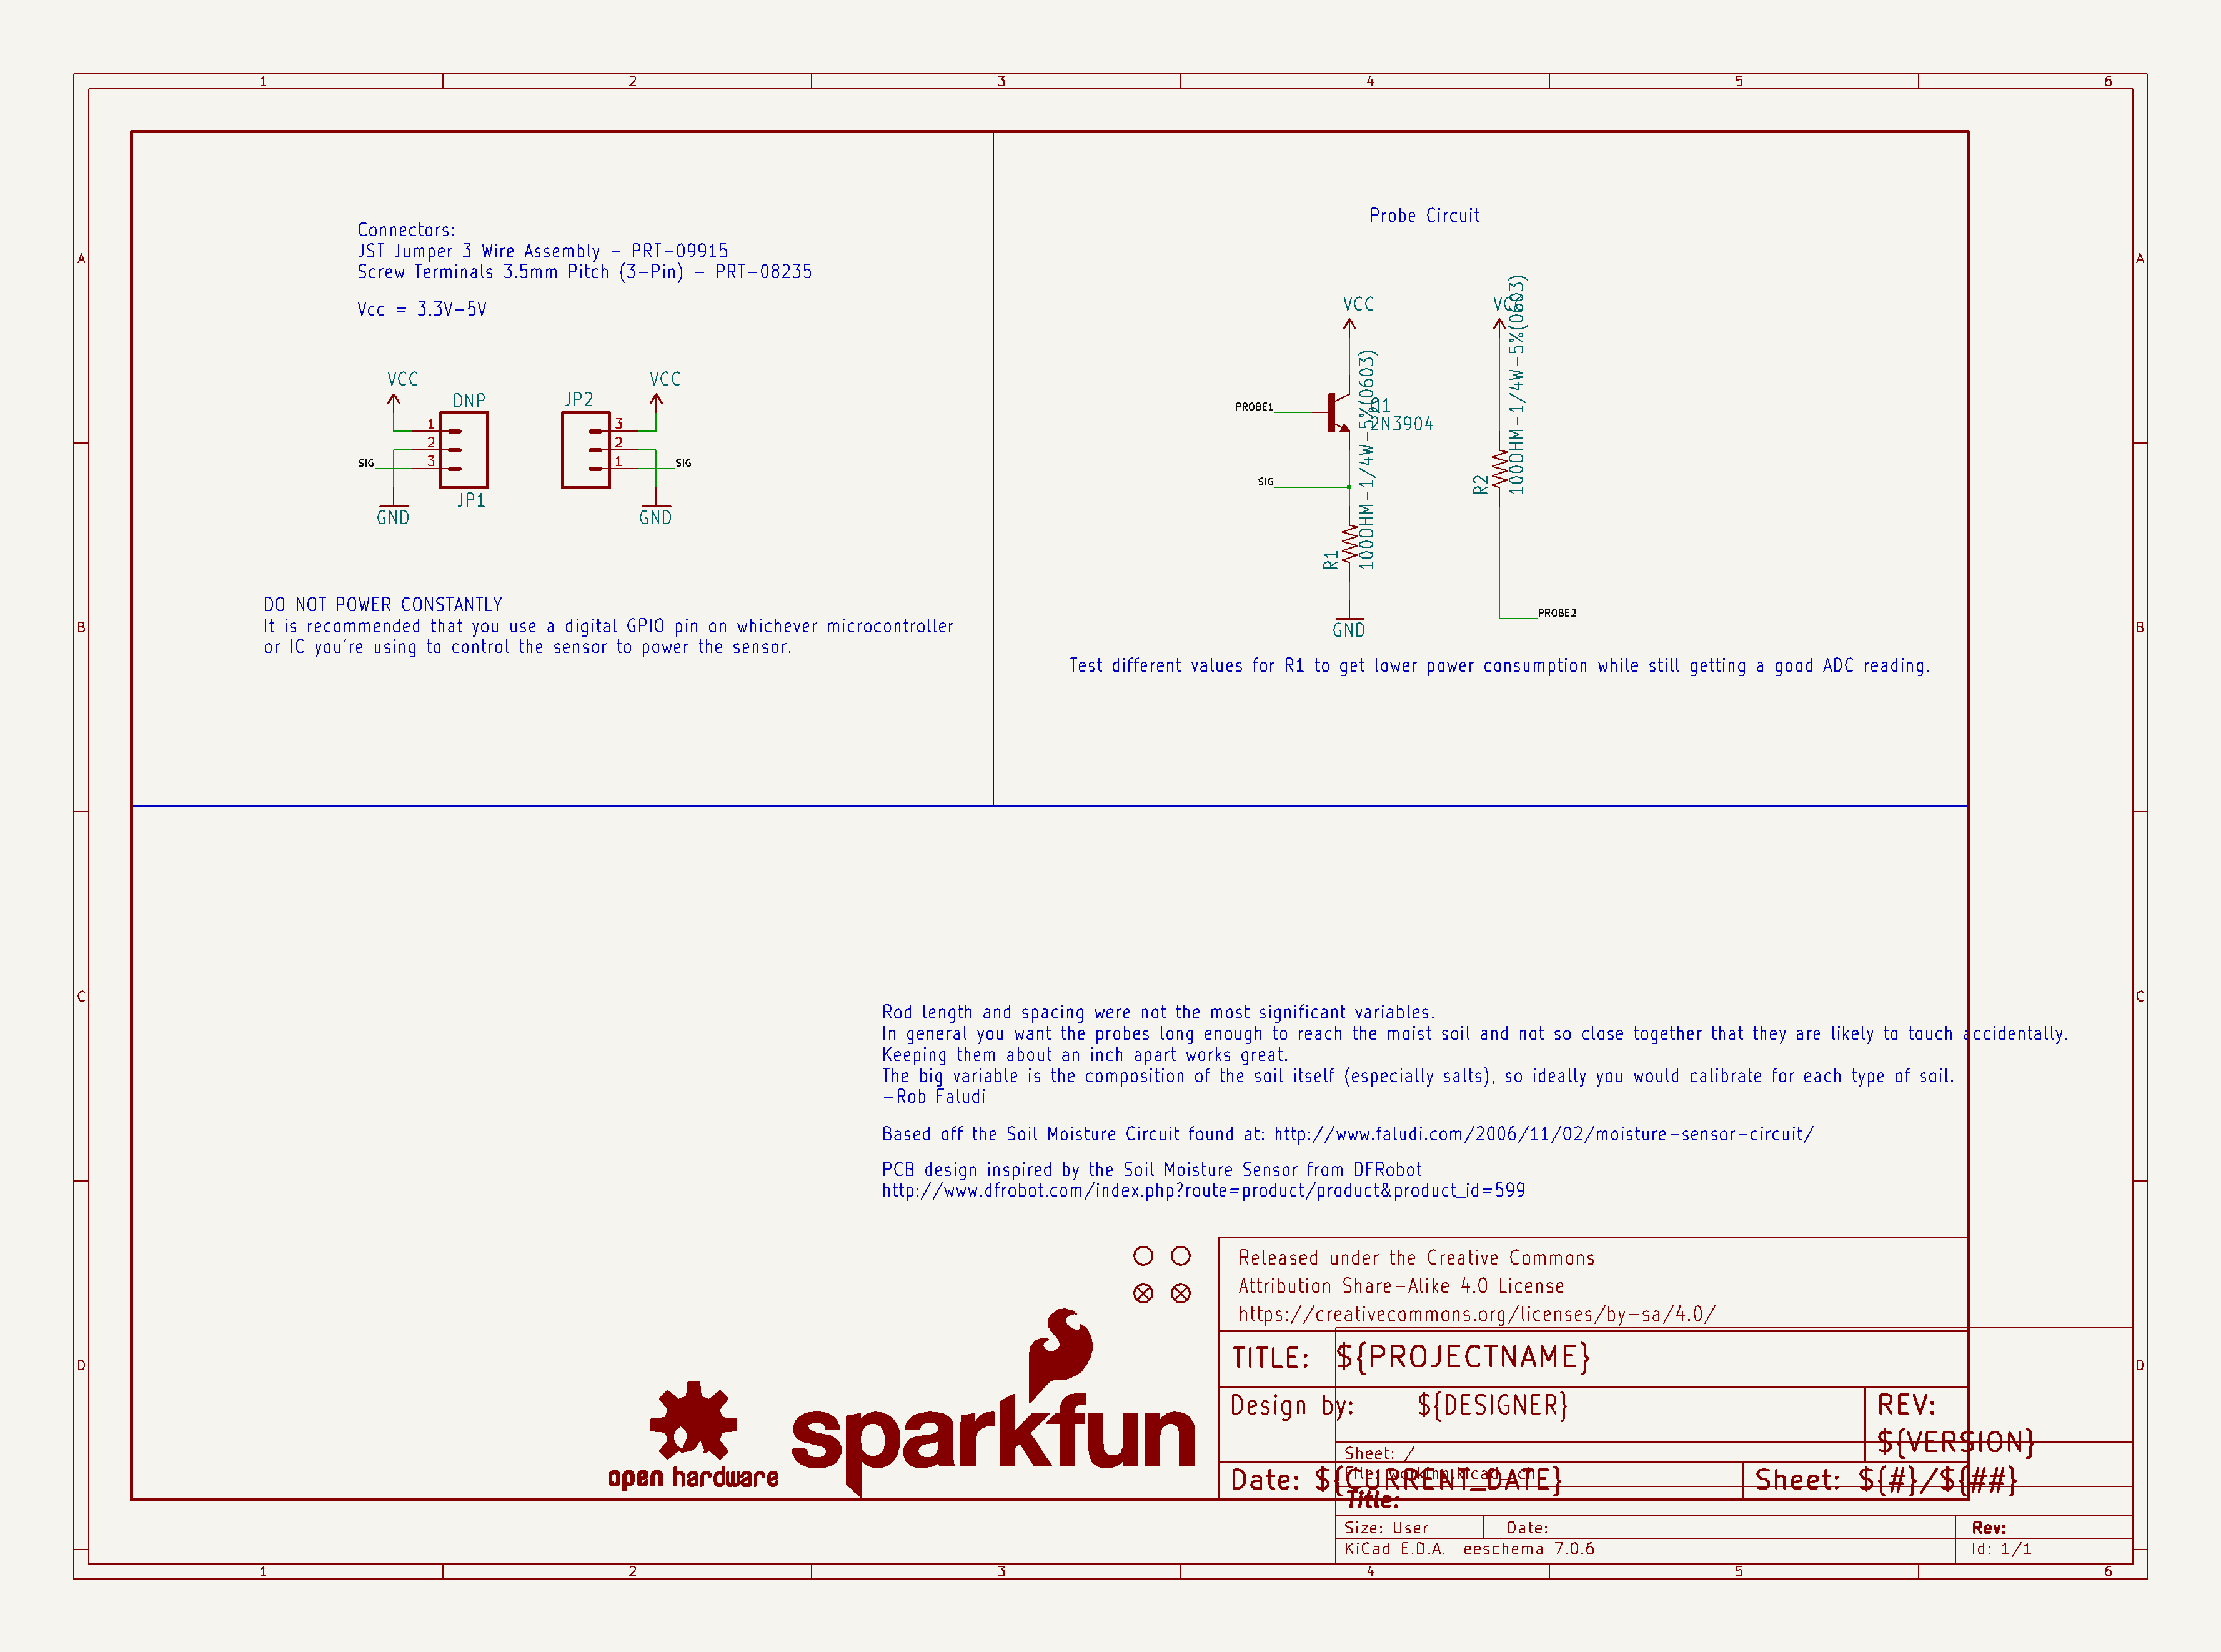 1 2 3 4 5 6
A A
B B
C C
D D
Connectors:
JST Jumper 3 Wire Assembly - PRT-09915
Screw Terminals 3.5mm Pitch (3-Pin) - PRT-08235
Vcc = 3.3V-5V
VCC
DNP
1
2
3
SIG
JP1
GND
JP2
VCC
3
2
1
SIG
GND
DO NOT POWER CONSTANTLY
It is recommended that you use a digital GPIO pin on whichever microcontroller
or IC you're using to control the sensor to power the sensor.
Probe Circuit
VCC
PROBE1
Q1
2N3904
SIG
R1
100OHM-1/4W-5%(0603)
GND
VCC
R2
100OHM-1/4W-5%(0603)
PROBE2
Test different values for R1 to get lower power consumption while still getting a good ADC reading.
Rod length and spacing were not the most significant variables.
In general you want the probes long enough to reach the moist soil and not so close together that they are likely to touch accidentally.
Keeping them about an inch apart works great.
The big variable is the composition of the soil itself (especially salts), so ideally you would calibrate for each type of soil.
-Rob Faludi
Based off the Soil Moisture Circuit found at: http://www.faludi.com/2006/11/02/moisture-sensor-circuit/
PCB design inspired by the Soil Moisture Sensor from DFRobot
http://www.dfrobot.com/index.php?route=product/product&product_id=599
open hardware
sparkfun
Released under the Creative Commons
Attribution Share-Alike 4.0 License
https://creativecommons.org/licenses/by-sa/4.0/
TITLE: ${PROJECTNAME}
Design by: ${DESIGNER}
REV:
${VERSION}
Date: ${CURRENT_DATE}
Sheet: ${#}/${##}
Sheet: /
File: working.kicad_sch
Title:
Size: User Date: Rev:
KiCad E.D.A. eeschema 7.0.6 Id: 1/1
1 2 3 4 5 6